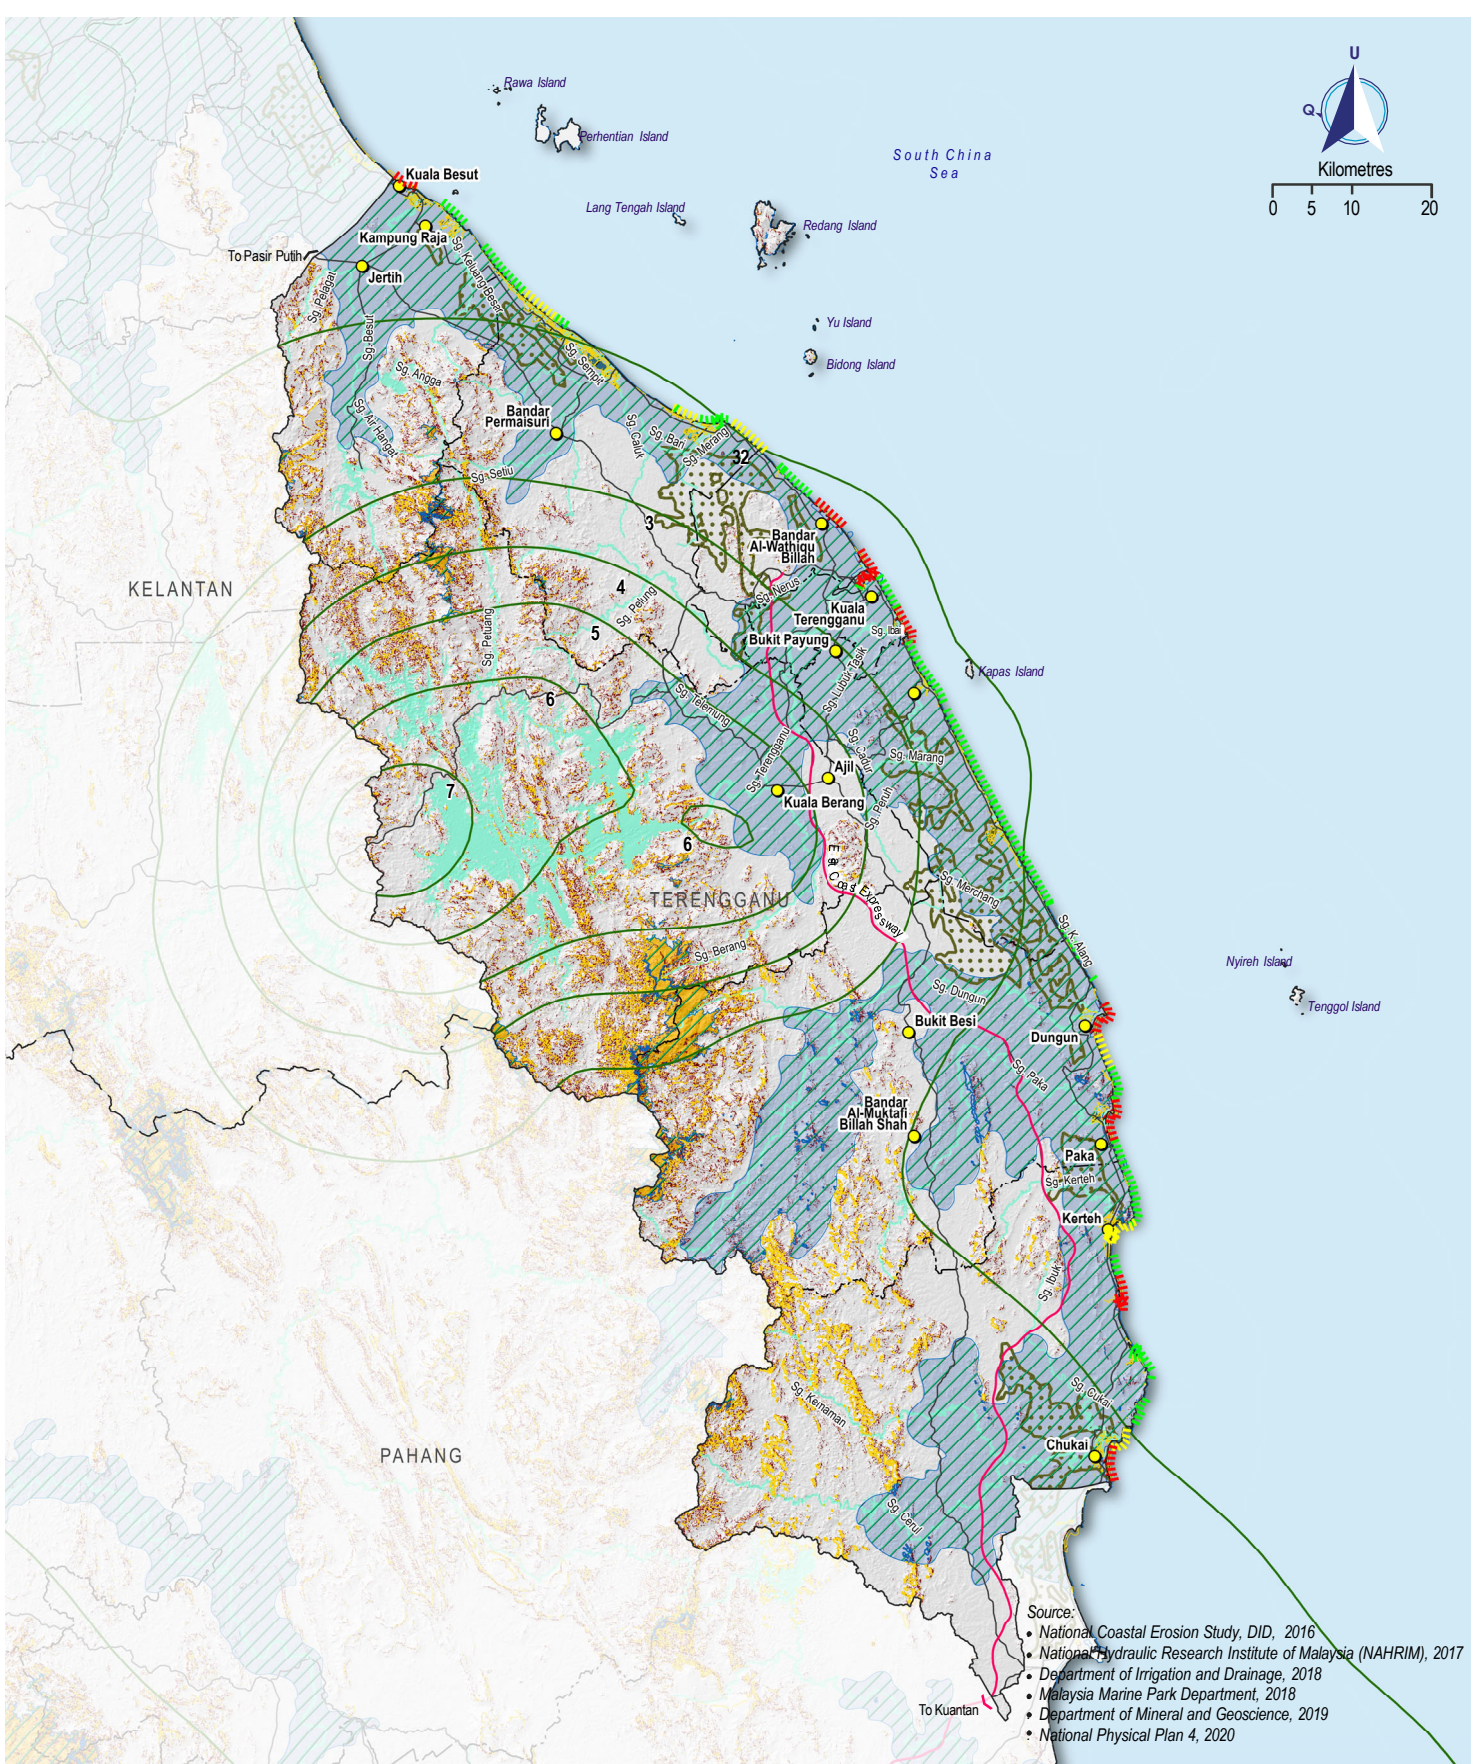 U
Q
Kilometres
0 5 10 20
Rawa Island
Perhentian Island
South China
Sea
Kuala Besut
Lang Tengah Island
Redang Island
Kampung Raja
To Pasir Putih
Jertih
Sg. Keluang Besar
Sg. Pelagat
Sg. Besut
Yu Island
Bidong Island
Sg. Sempit
Sg. Angga
Sg. Air Hangat
Bandar
Permaisuri
Sg. Caluk
Sg. Bari
Sg. Merang
32
Sg. Setiu
3
Bandar
Al-Wathiqu
Billah
KELANTAN
4
Sg. Pelung
Sg. Nerus
Kuala
Terengganu
5
Sg. Petuang
Bukit Payung
Sg. Ibai
Sg. Lubuk Tasik
Kapas Island
6
Sg. Telemung
Sg. Terengganu
Sg. Cadur
Sg. Marang
Ajil
7
Kuala Berang
Sg. Peruh
6
East Coast Expressway
TERENGGANU
Sg. Merchang
Sg. K. Alang
Sg. Berang
Nyireh Island
Sg. Dungun
Tenggol Island
Bukit Besi
Dungun
Sg. Paka
Bandar
Al-Muktafi
Billah Shah
Paka
Sg. Kerteh
Kerteh
Sg. Ibuk
Sg. Kemaman
Sg. Cukai
PAHANG
Chukai
Sg. Cerul
To Kuantan
Source:
• National Coastal Erosion Study, DID, 2016
• National Hydraulic Research Institute of Malaysia (NAHRIM), 2017
• Department of Irrigation and Drainage, 2018
• Malaysia Marine Park Department, 2018
• Department of Mineral and Geoscience, 2019
• National Physical Plan 4, 2020